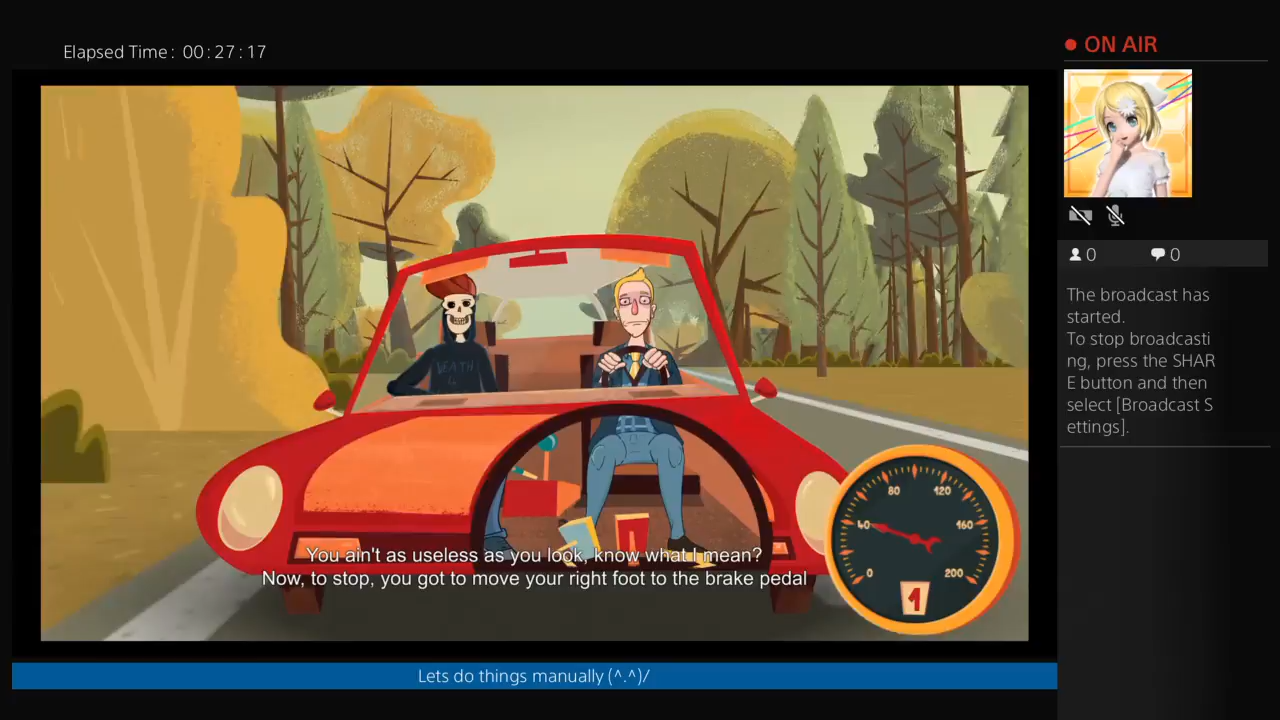 Elapsed Time: 00:27:17
ON AIR
0 0
The broadcast has
started.
To stop broadcasti
ng, press the SHAR
E button and then
select [Broadcast S
ettings].
DEATH
You ain't as useless as you look, know what I mean?
Now, to stop, you got to move your right foot to the brake pedal
0
40
80
120
160
200
1
Lets do things manually (^.^)/